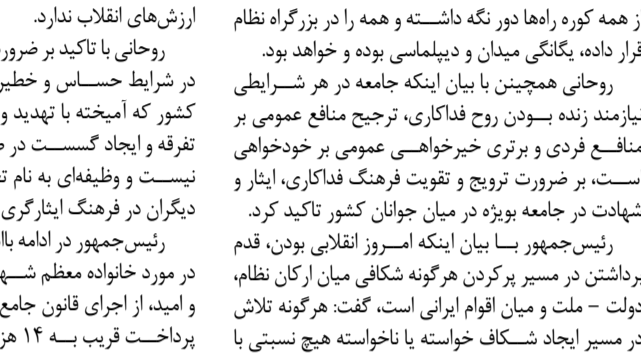 از همه کوره راه‌ها دور نگه داشته و همه را در بزرگراه نظام
قرار داده، یگانگی میدان و دیپلماسی بوده و خواهد بود.
روحانی همچنین با بیان اینکه جامعه در هر شرایطی
نیازمند زنده بودن روح فداکاری، ترجیح منافع عمومی بر
منافع فردی و برتری خیرخواهی عمومی بر خودخواهی
است، بر ضرورت ترویج و تقویت فرهنگ فداکاری، ایثار و
شهادت در جامعه بویژه در میان جوانان کشور تاکید کرد.
رئیس‌جمهور با بیان اینکه امروز انقلابی بودن، قدم
برداشتن در مسیر پرکردن هرگونه شکافی میان ارکان نظام،
دولت – ملت و میان اقوام ایرانی است، گفت: هرگونه تلاش
در مسیر ایجاد شکاف خواسته یا ناخواسته هیچ نسبتی با
ارزش‌های انقلاب ندارد.
روحانی با تاکید بر
در شرایط حساس و
کشور که آمیخته با تهدید و
تفرقه و ایجاد گسست در
نیست و وظیفه‌ای به نام
دیگران در فرهنگ ایثارگری
رئیس‌جمهور در ادامه
در مورد خانواده معظم
و امید، از اجرای قانون جامع
پرداخت قریب به ۱۴